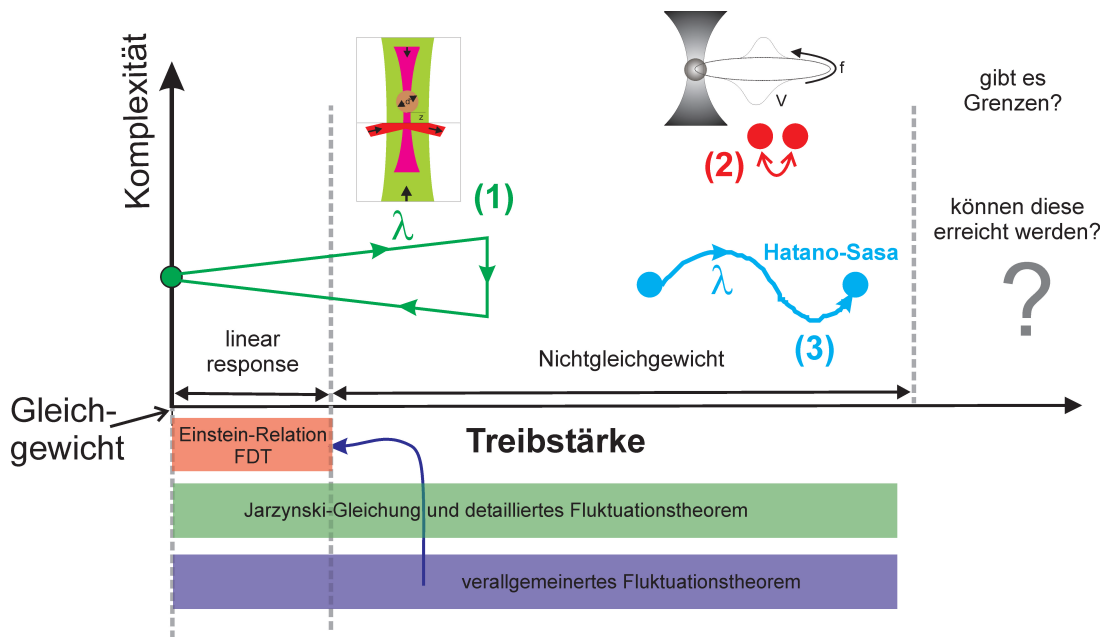 Komplexität
σ
z
(1)
λ
f
V
(2)
gibt es
Grenzen?
können diese
erreicht werden?
?
Hatano-Sasa
λ
(3)
linear
response
Nichtgleichgewicht
Gleich-
gewicht
Treibstärke
Einstein-Relation
FDT
Jarzynski-Gleichung und detailliertes Fluktuationstheorem
verallgemeinertes Fluktuationstheorem